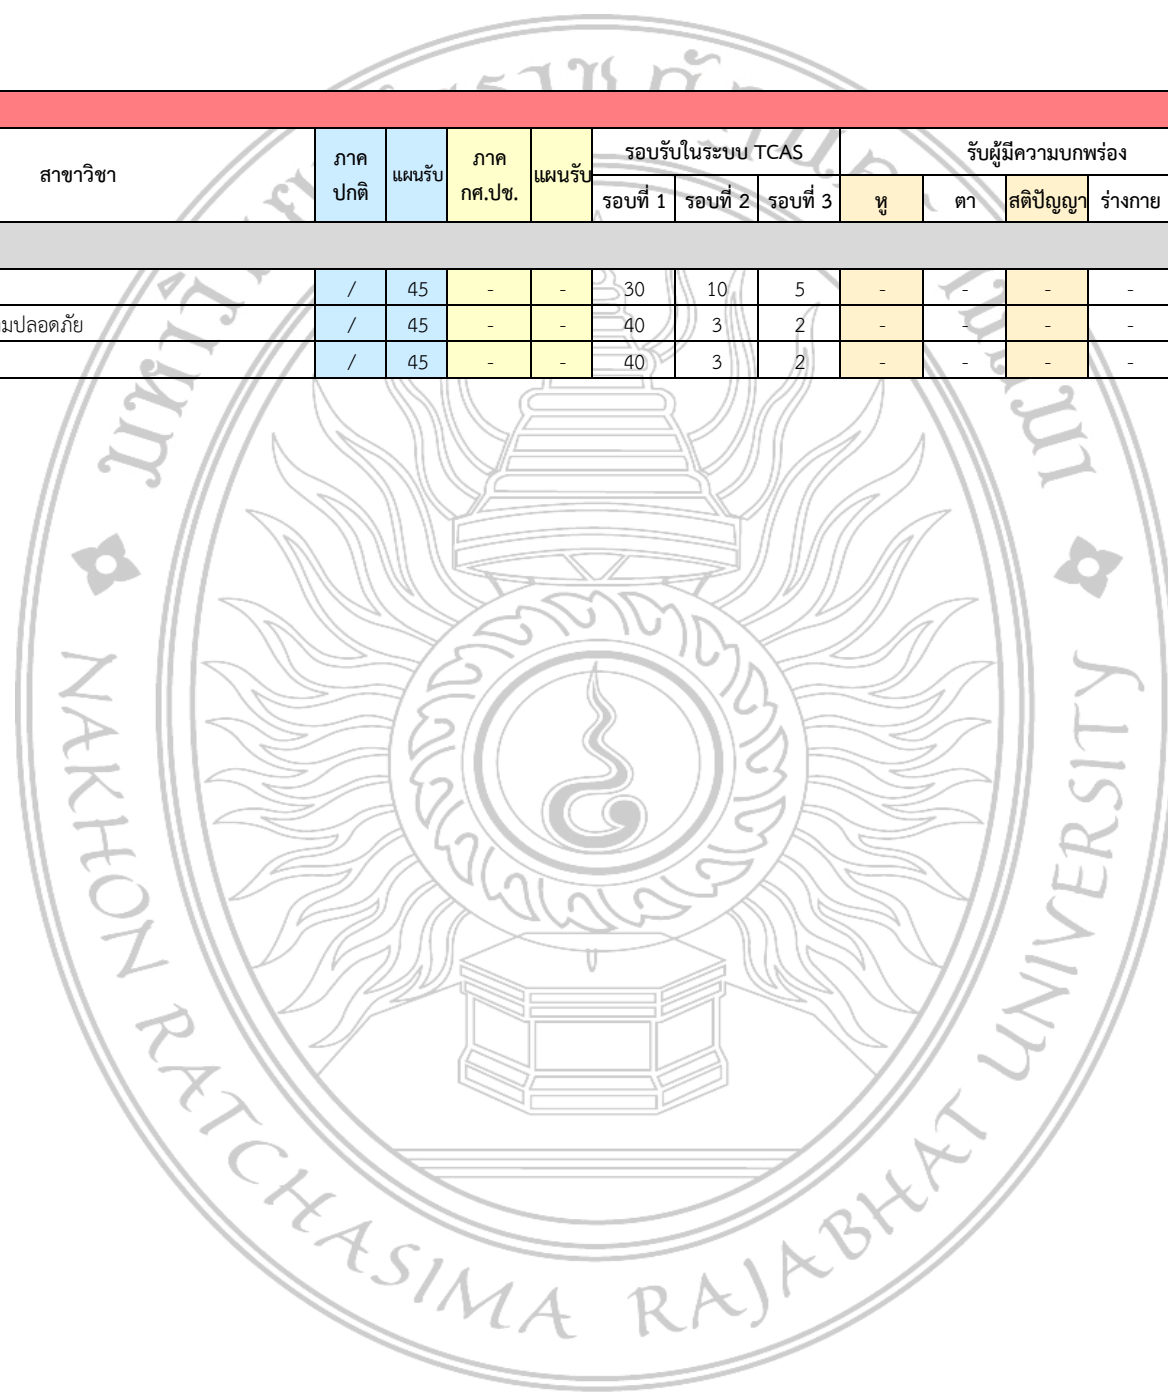 สาขาวิชา ภาค ปกติ แผนรับ ภาค กศ.ปช. แผนรับ รอบรับในระบบ TCAS รับผู้มีความบกพร่อง
รอบที่ 1 รอบที่ 2 รอบที่ 3 หู ตา สติปัญญา ร่างกาย
/ 45 - - 30 10 5 - - - -
มปลอดภัย / 45 - - 40 3 2 - - - -
/ 45 - - 40 3 2 - - - -
NAKHON RATCHASIMA RAJABHAT UNIVERSITY